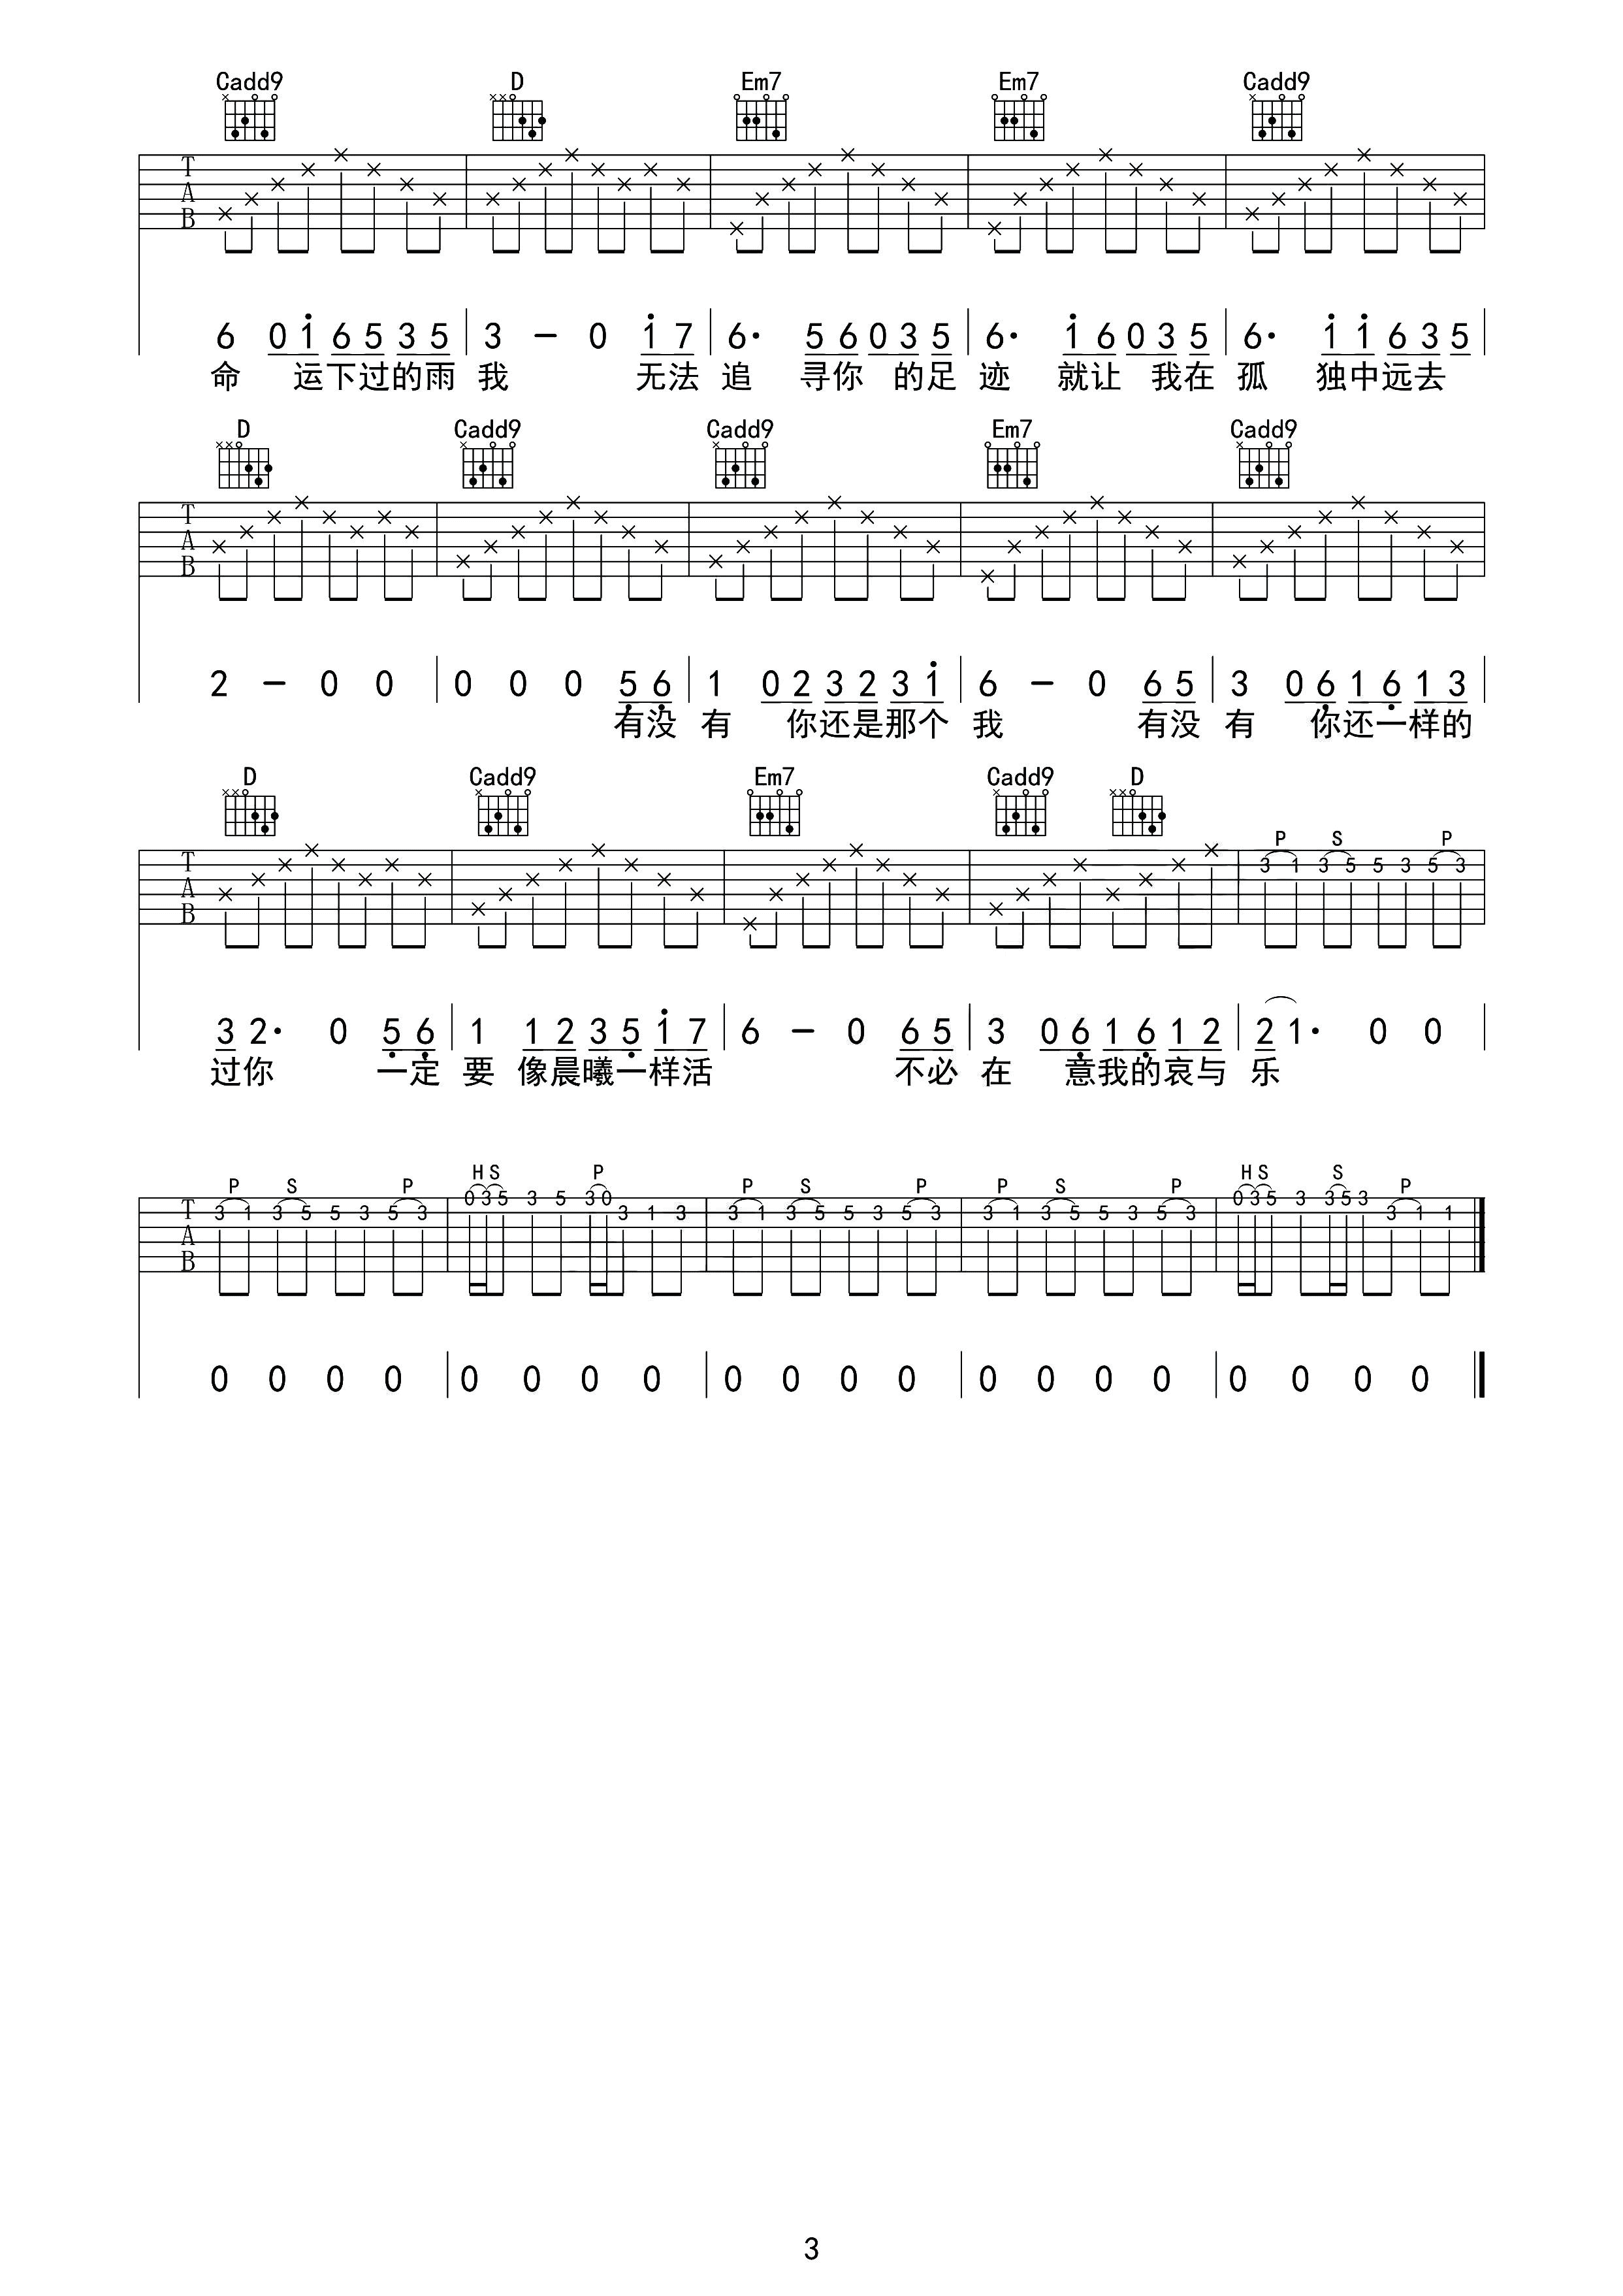 Cadd9 D Em7 Em7 Cadd9
T A B
6 0 1 6 5 3 5 3 - 0 1 7 6· 5 6 0 3 5 6· 1 6 0 3 5 6· 1 1 6 3 5
命 运下过的雨 我 无法 追 寻你 的足 迹 就让 我在 孤 独中远去
D Cadd9 Cadd9 Em7 Cadd9
T A B
2 - 0 0 0 0 0 5 6 1 0 2 3 2 3 1 6 - 0 6 5 3 0 6 1 6 1 3
有没 有 你还是那个 我 有没 有 你还一样的
D Cadd9 Em7 Cadd9 D
P S P
T A B 3 1 3 5 5 3 5 3
3 2· 0 5 6 1 1 2 3 5 1 7 6 - 0 6 5 3 0 6 1 6 1 2 2 1· 0 0
过你 一定 要 像晨曦一样活 不必 在 意我的哀与 乐
P S P H S P P S P P S P H S S P
T A B 3 1 3 5 5 3 5 3 0 3 5 3 5 3 0 3 1 3 3 1 3 5 5 3 5 3 3 1 3 5 5 3 5 3 0 3 5 3 3 5 3 3 1 1
0 0 0 0 0 0 0 0 0 0 0 0 0 0 0 0 0 0 0 0
3